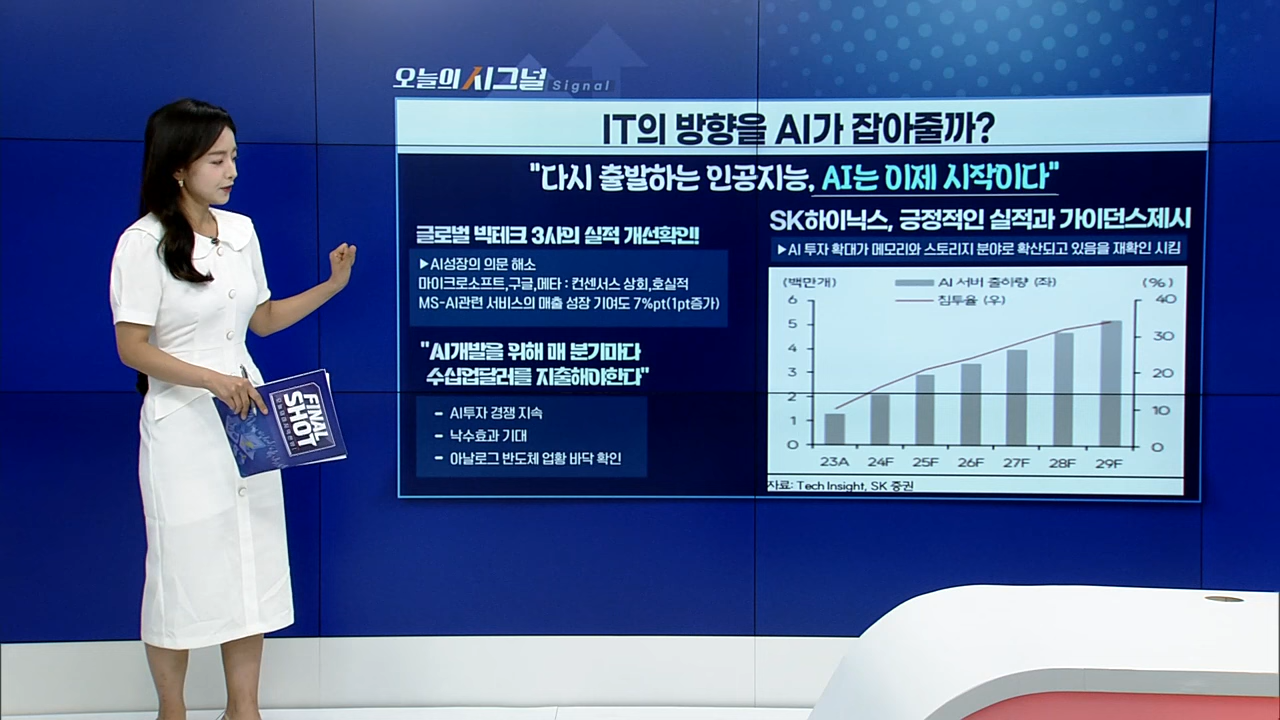 오늘의 시그널
Signal
IT의 방향을 AI가 잡아줄까?
"다시 출발하는 인공지능, AI는 이제 시작이다"
글로벌 빅테크 3사의 실적 개선확인!
▶AI성장의 의문 해소
마이크로소프트,구글,메타 : 컨센서스 상회,호실적
MS-AI관련 서비스의 매출 성장 기여도 7%pt(1pt증가)
"AI개발을 위해 매 분기마다
수십업달러를 지출해야한다"
- AI투자 경쟁 지속
- 낙수효과 기대
- 아날로그 반도체 업황 바닥 확인
SK하이닉스, 긍정적인 실적과 가이던스제시
▶AI 투자 확대가 메모리와 스토리지 분야로 확산되고 있음을 재확인 시킴
(백만개)
AI 서버 출하량 (좌)
(%)
침투율 (우)
6
5
4
3
2
1
0
40
30
20
10
0
23A 24F 25F 26F 27F 28F 29F
자료: Tech Insight, SK 증권
FINAL
SHOT